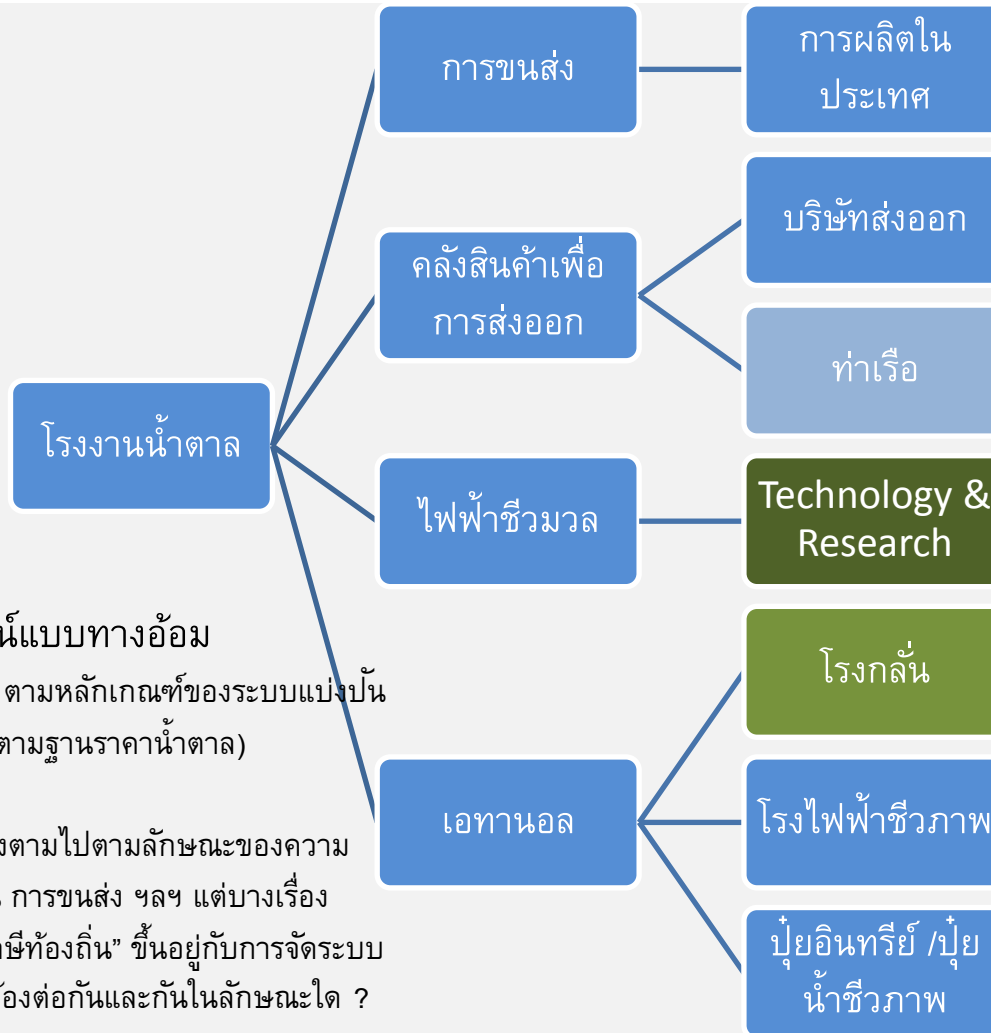 การขนส่ง
การผลิตใน
ประเทศ
คลังสินค้าเพื่อ
การส่งออก
บริษัทส่งออก
ท่าเรือ
โรงงานน้ำตาล
ไฟฟ้าชีวมวล
Technology &
Research
โรงกลั่น
เอทานอล
โรงไฟฟ้าชีวภาพ
ปุ๋ยอินทรีย์ /ปุ๋ย
น้ำชีวภาพ
แบบทางอ้อม
ตามหลักเกณฑ์ของระบบแบ่งปัน
ตามฐานราคาน้ำตาล)
ตามไปตามลักษณะของความ
การขนส่ง ฯลฯ แต่บางเรื่อง
ษีท้องถิ่น” ขึ้นอยู่กับการจัดระบบ
ต่อกันและกันในลักษณะใด ?